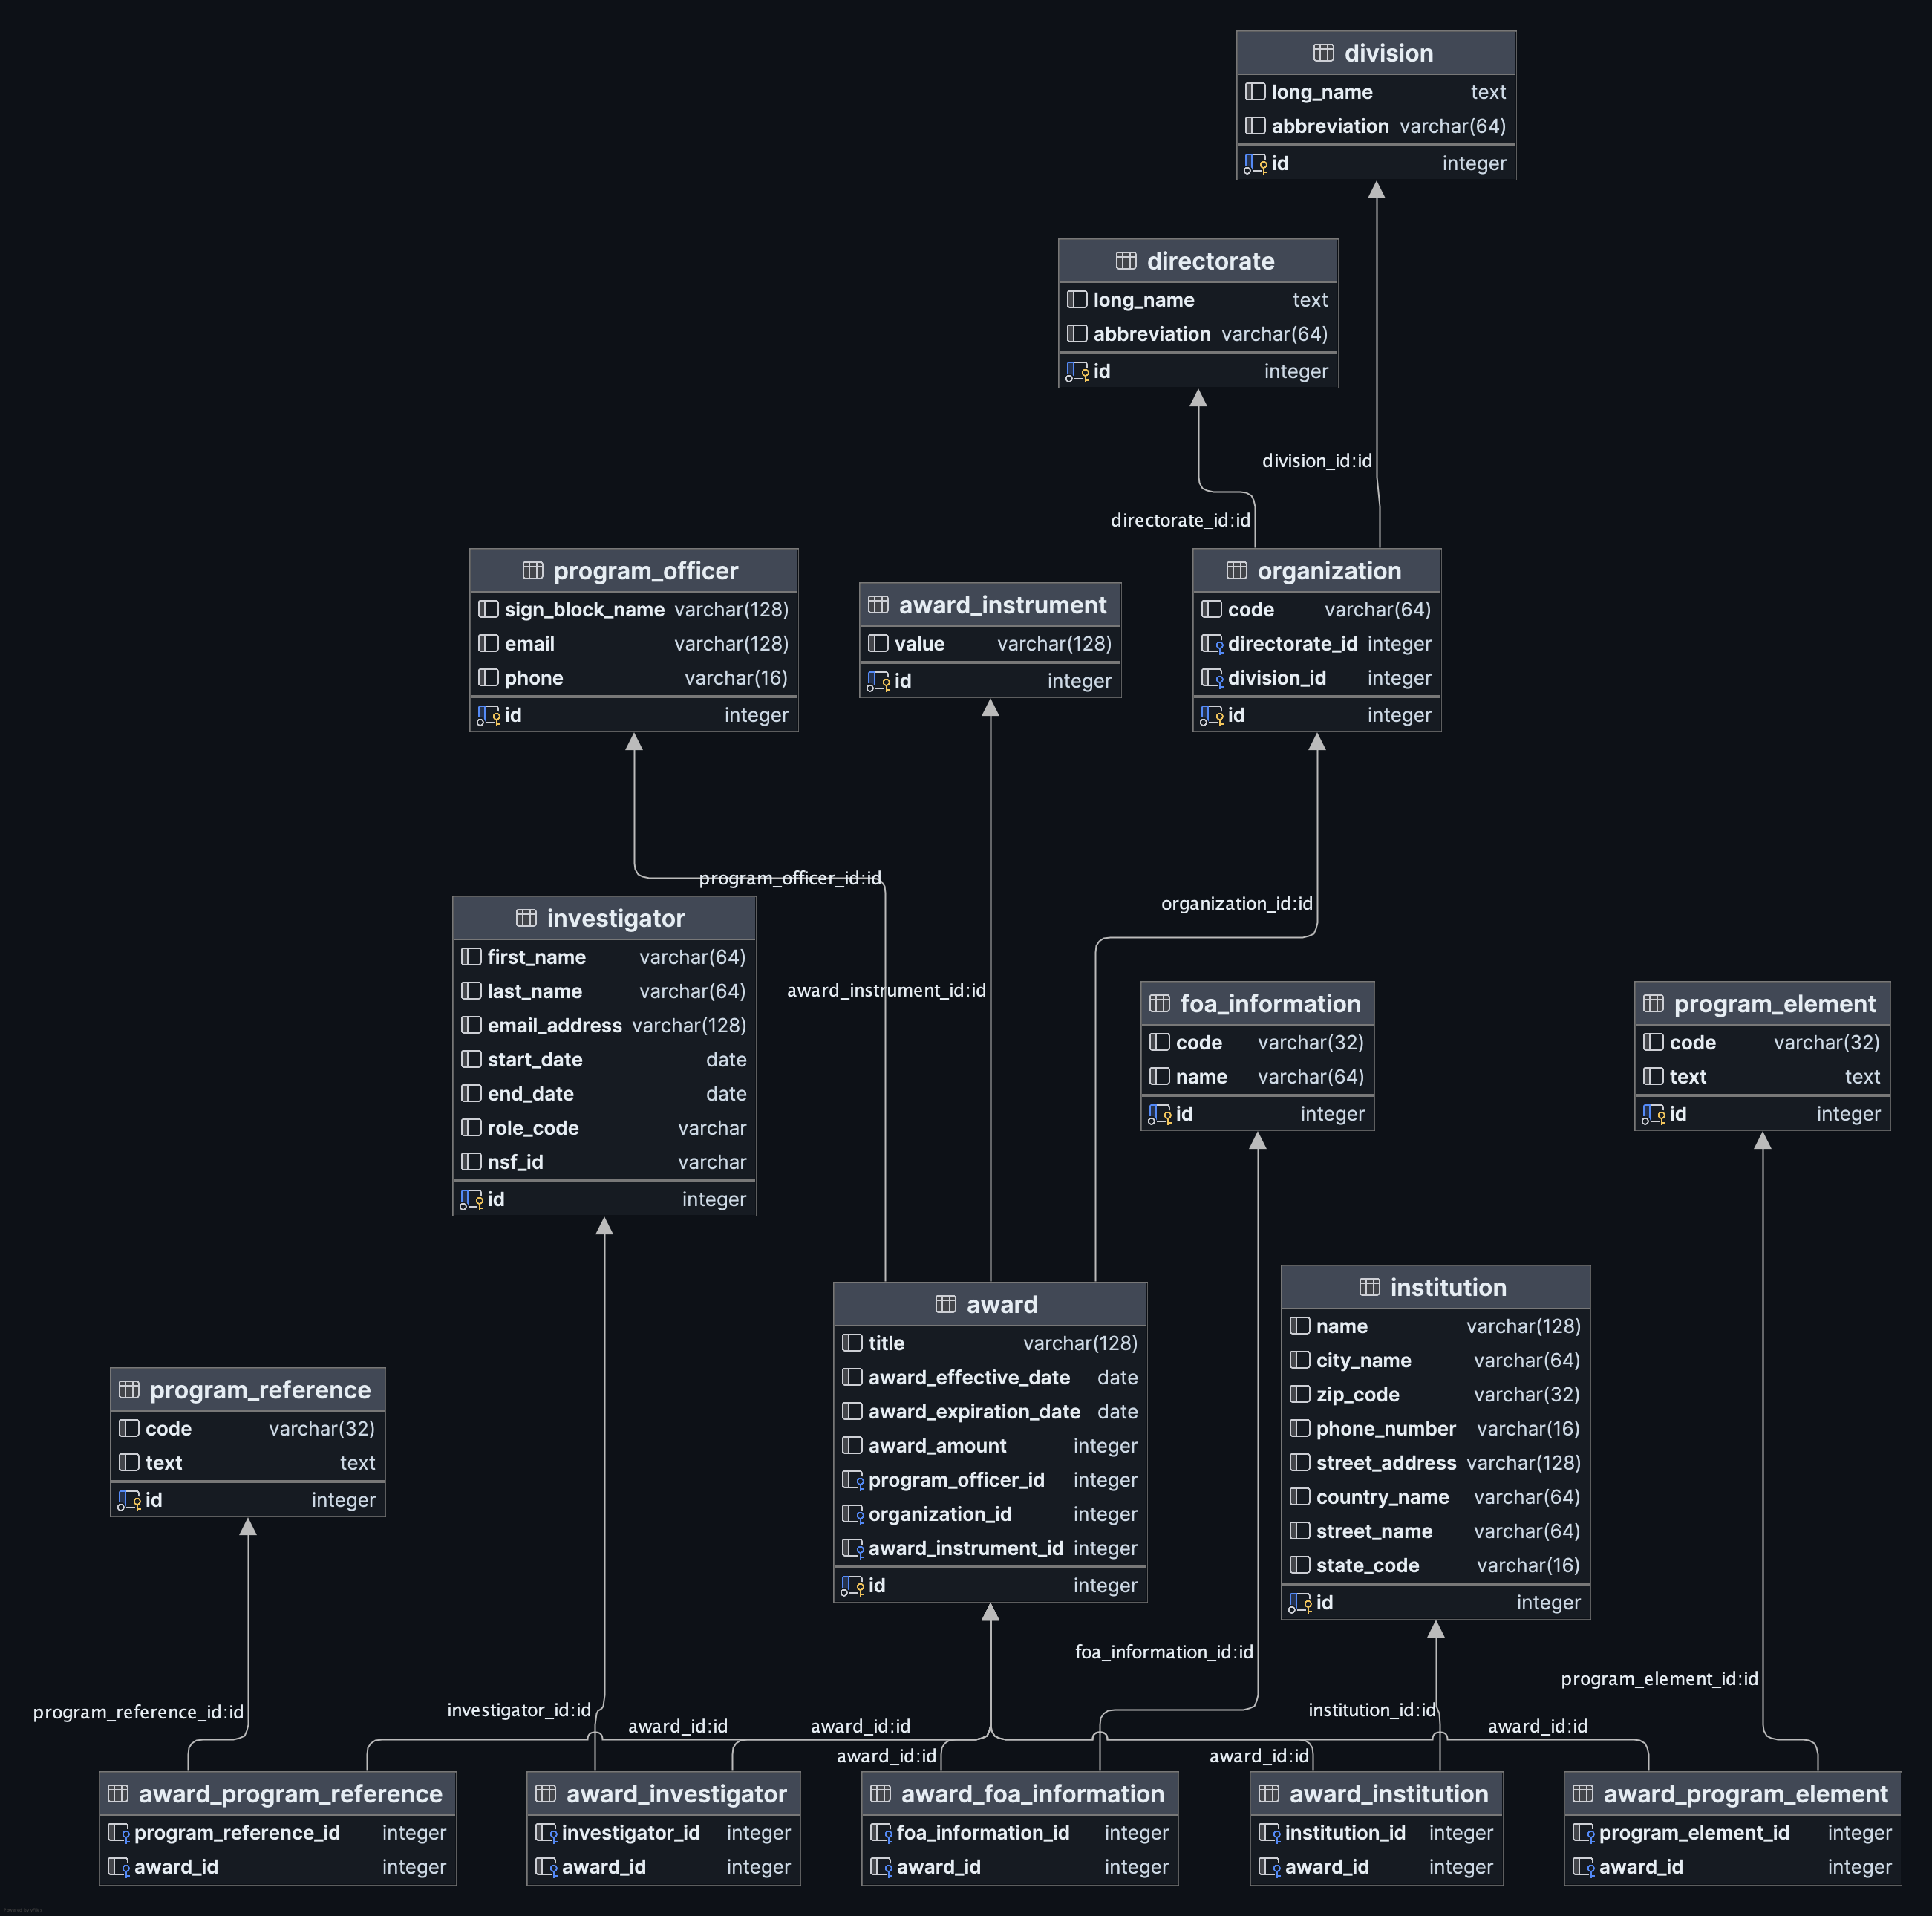 division
long_name text
abbreviation varchar(64)
id integer
directorate
long_name text
abbreviation varchar(64)
id integer
division_id:id
directorate_id:id
program_officer
sign_block_name varchar(128)
email varchar(128)
phone varchar(16)
id integer
award_instrument
value varchar(128)
id integer
organization
code varchar(64)
directorate_id integer
division_id integer
id integer
program_officer_id:id
organization_id:id
award_instrument_id:id
investigator
first_name varchar(64)
last_name varchar(64)
email_address varchar(128)
start_date date
end_date date
role_code varchar
nsf_id varchar
id integer
foa_information
code varchar(32)
name varchar(64)
id integer
program_element
code varchar(32)
text text
id integer
program_reference
code varchar(32)
text text
id integer
award
title varchar(128)
award_effective_date date
award_expiration_date date
award_amount integer
program_officer_id integer
organization_id integer
award_instrument_id integer
id integer
institution
name varchar(128)
city_name varchar(64)
zip_code varchar(32)
phone_number varchar(16)
street_address varchar(128)
country_name varchar(64)
street_name varchar(64)
state_code varchar(16)
id integer
foa_information_id:id
program_element_id:id
program_reference_id:id
investigator_id:id
institution_id:id
award_id:id
award_id:id
award_id:id
award_id:id
award_id:id
award_program_reference
program_reference_id integer
award_id integer
award_investigator
investigator_id integer
award_id integer
award_foa_information
foa_information_id integer
award_id integer
award_institution
institution_id integer
award_id integer
award_program_element
program_element_id integer
award_id integer